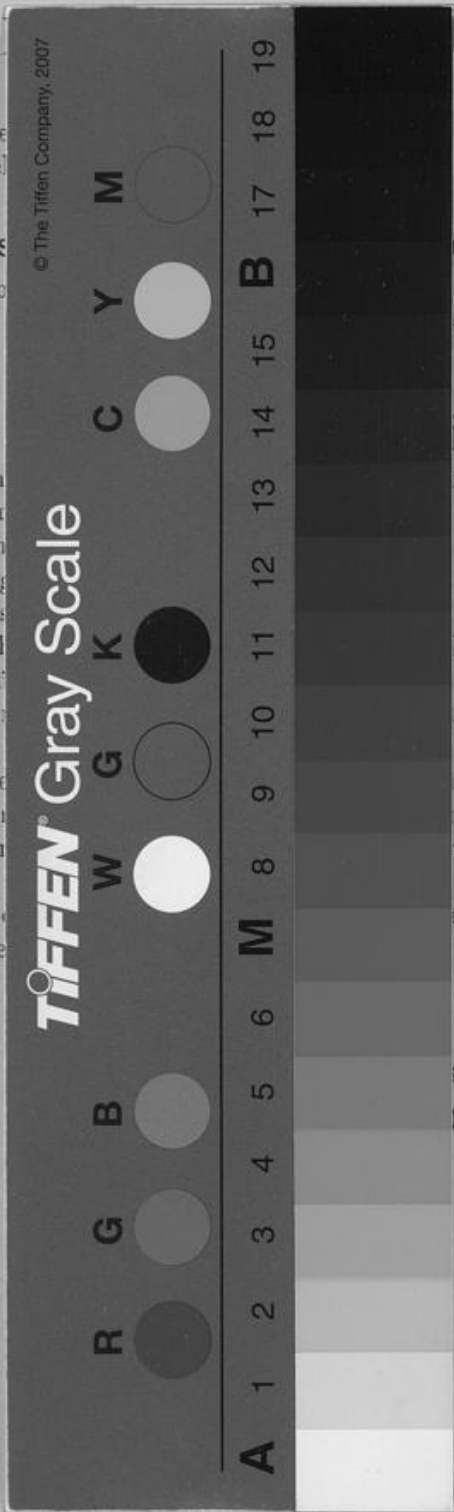 TIFFEN® Gray Scale
© The Tiffen Company, 2007
R G B W G K C Y M
A 1 2 3 4 5 6 M 8 9 10 11 12 13 14 15 B 17 18 19